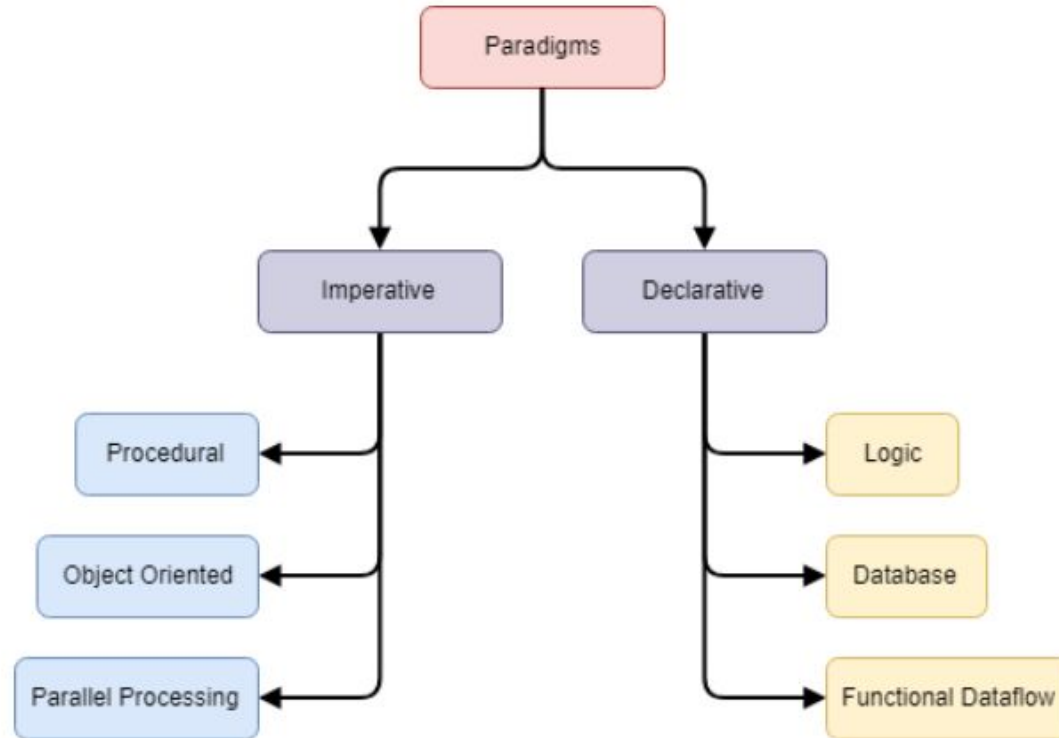 Paradigms
Imperative
Declarative
Procedural
Logic
Object Oriented
Database
Parallel Processing
Functional Dataflow